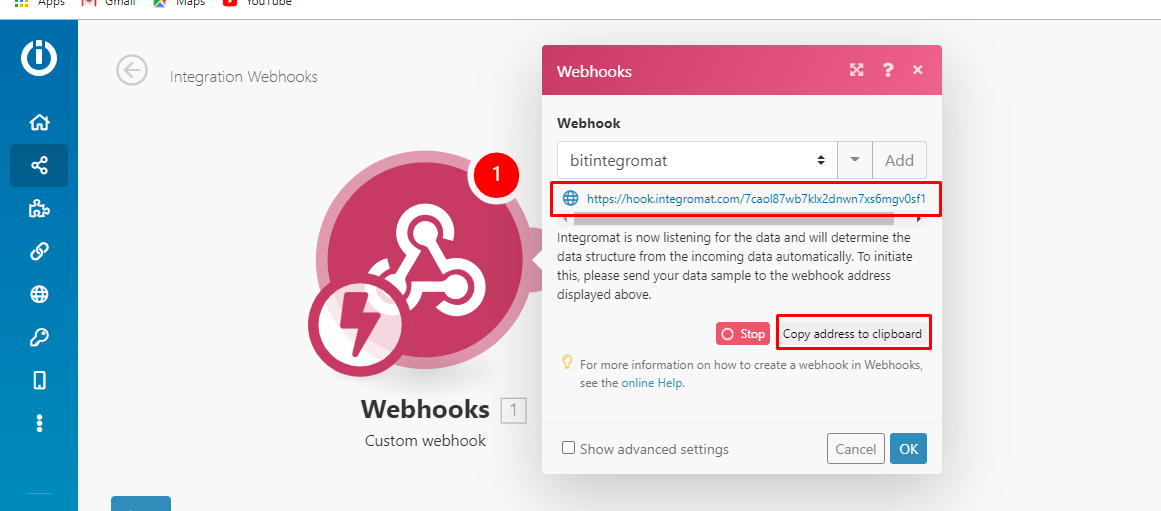 Apps Gmail Maps YouTube
Integration Webhooks
1
Webhooks 1
Custom webhook
Webhooks ? ×
Webhook
bitintegromat Add
https://hook.integromat.com/7caol87wb7klx2dnwn7xs6mgv0sf1
Integromat is now listening for the data and will determine the
data structure from the incoming data automatically. To initiate
this, please send your data sample to the webhook address
displayed above.
Stop Copy address to clipboard
For more information on how to create a webhook in Webhooks,
see the online Help.
Show advanced settings Cancel OK